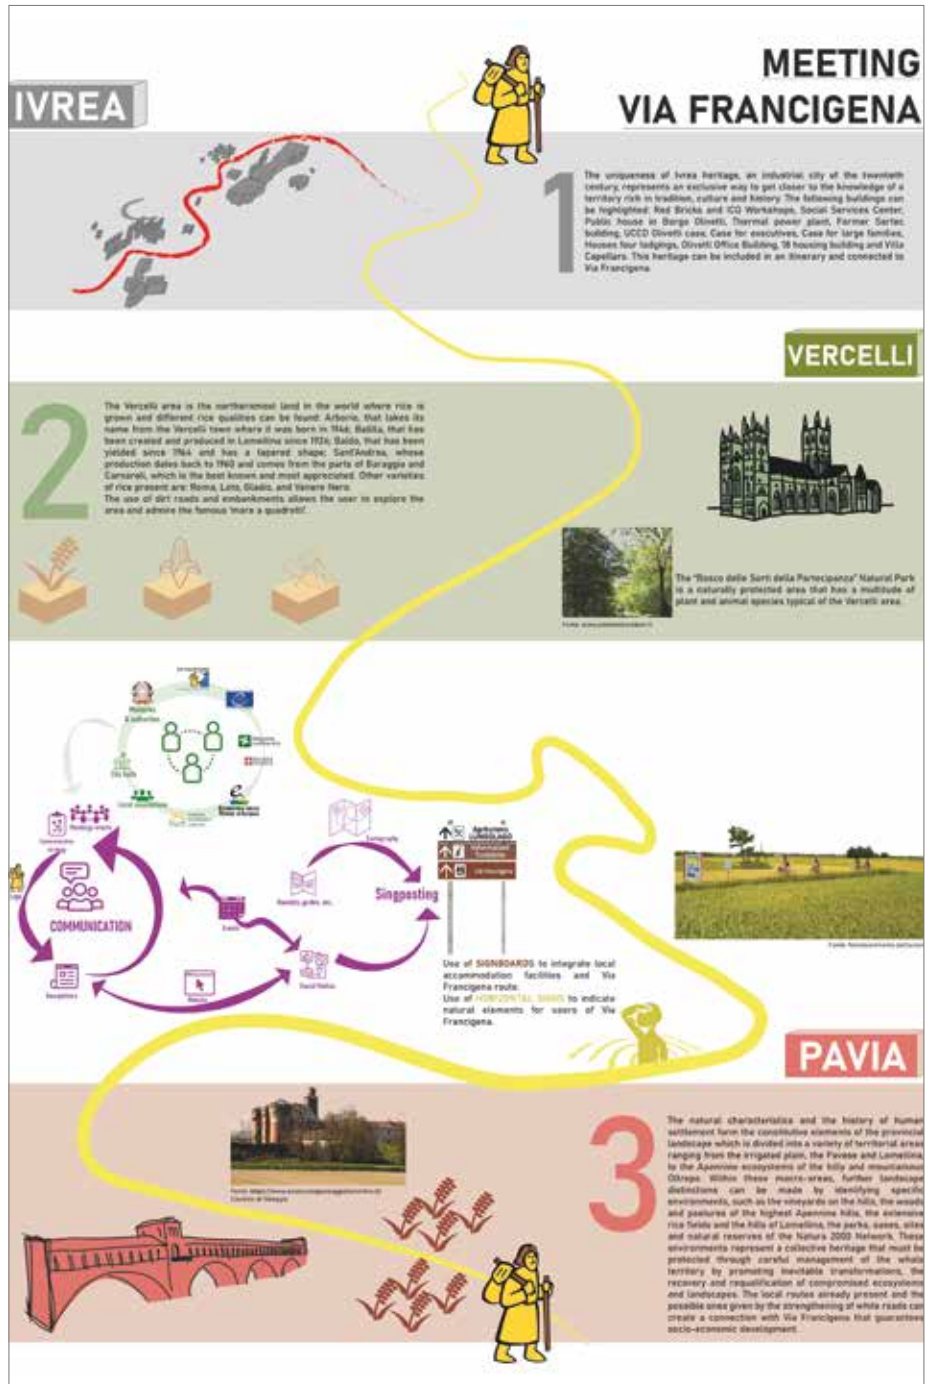 MEETING
VIA FRANCIGENA
IVREA
1
The uniqueness of Ivrea heritage, an industrial city of the twentieth
century, represents an exclusive way to get closer to the knowledge of a
territory rich in tradition, culture and history. The following buildings can
be highlighted: Red Bricks and ICO Workshops, Social Services Center,
Public house in Borgo Olivetti, Thermal power plant, Former Sertec
building, UCCD Olivetti case, Case for executives, Case for large families,
Houses four lodgings, Olivetti Office Building, 18 housing building and Villa
Capellaro. This heritage can be included in an itinerary and connected to
Via Francigena.
VERCELLI
2
The Vercelli area is the northernmost land in the world where rice is
grown and different rice qualities can be found: Arborio, that takes its
name from the Vercelli town where it was born in 1946; Balilla, that has
been created and produced in Lomellina since 1924; Baldo, that has been
yielded since 1964 and has a tapered shape; Sant'Andrea, whose
production dates back to 1960 and comes from the parts of Baraggia and
Carnaroli, which is the best known and most appreciated. Other varieties
of rice present are: Roma, Loto, Gladio, and Venere Nero.
The use of dirt roads and embankments allows the user to explore the
area and admire the famous 'mare a quadretti'.
The "Bosco delle Sorti della Partecipanza" Natural Park
is a naturally protected area that has a multitude of
plant and animal species typical of the Vercelli area.
Ministries
& authorities
City halls
Local associations
Meetings events
COMMUNICATION
Newsletters
Website
Events
Social Medias
Cartography
Singposting
Agriturismo
Informazioni
Turistiche
Via Francigena
Use of SIGNBOARDS to integrate local
accommodation facilities and Via
Francigena route.
Use of HORIZONTAL SIGNS to indicate
natural elements for users of Via
Francigena.
PAVIA
3
The natural characteristics and the history of human
settlement form the constitutive elements of the provincial
landscape which is divided into a variety of territorial areas
ranging from the irrigated plain, the Pavese and Lomellina,
to the Apennine ecosystems of the hilly and mountainous
Oltrepo. Within these macro-areas, further landscape
distinctions can be made by identifying specific
environments, such as the vineyards on the hills, the woods
and pastures of the highest Apennine hills, the extensive
rice fields and the hills of Lomellina, the parks, oases, sites
and natural reserves of the Natura 2000 Network. These
environments represent a collective heritage that must be
protected through careful management of the whole
territory by promoting inevitable transformations, the
recovery and requalification of compromised ecosystems
and landscapes. The local routes already present and the
possible ones given by the strengthening of white roads can
create a connection with Via Francigena that guarantees
socio-economic development.